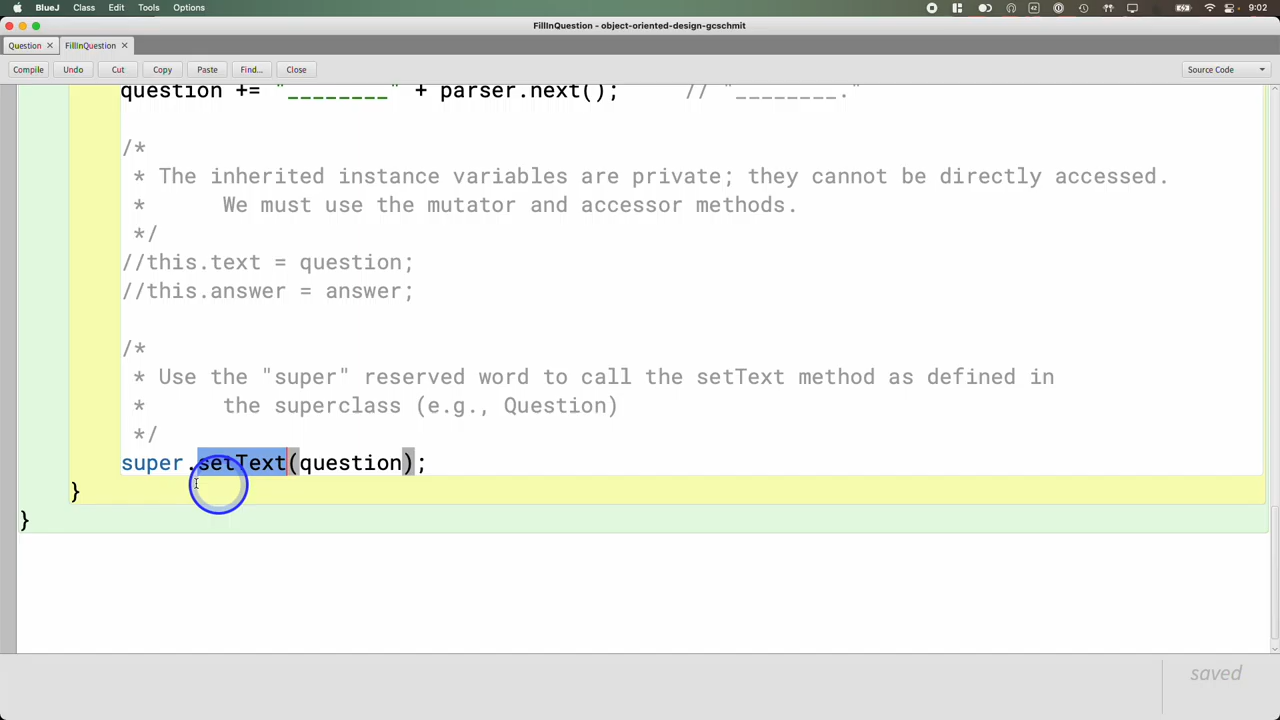 BlueJ Class Edit Tools Options 42 9:02
FillInQuestion - object-oriented-design-gcschmit
Question FillInQuestion
Compile Undo Cut Copy Paste Find... Close Source Code
question += "________" + parser.next();     // "________."
/*
 * The inherited instance variables are private; they cannot be directly accessed.
 *      We must use the mutator and accessor methods.
 */
//this.text = question;
//this.answer = answer;
/*
 * Use the "super" reserved word to call the setText method as defined in
 *      the superclass (e.g., Question)
 */
super.setText(question);
}
}
saved